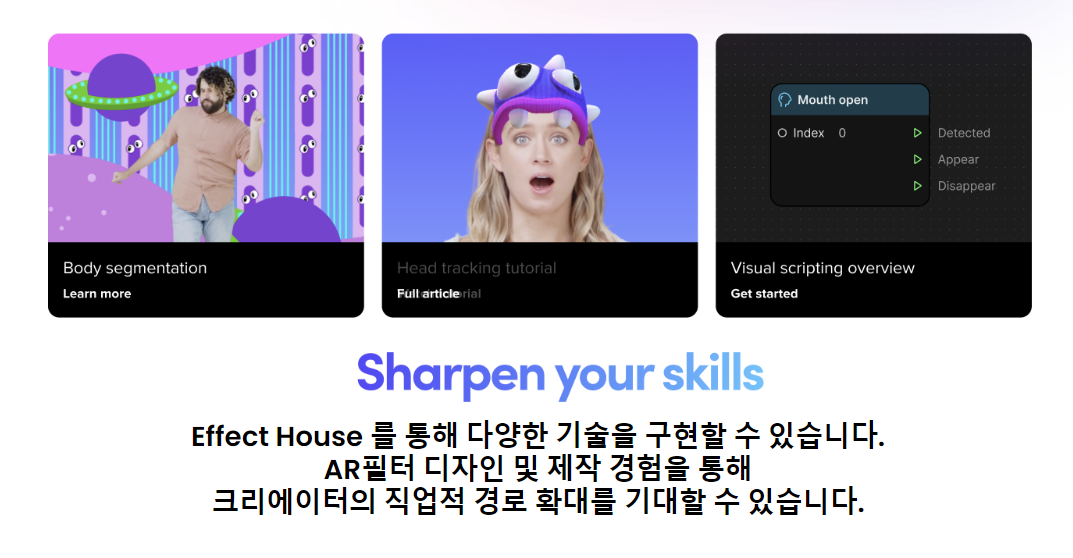 Mouth open
Index 0
Detected
Appear
Disappear
Body segmentation
Learn more
Head tracking tutorial
Full article
Visual scripting overview
Get started
Sharpen your skills
Effect House 를 통해 다양한 기술을 구현할 수 있습니다.
AR필터 디자인 및 제작 경험을 통해
크리에이터의 직업적 경로 확대를 기대할 수 있습니다.